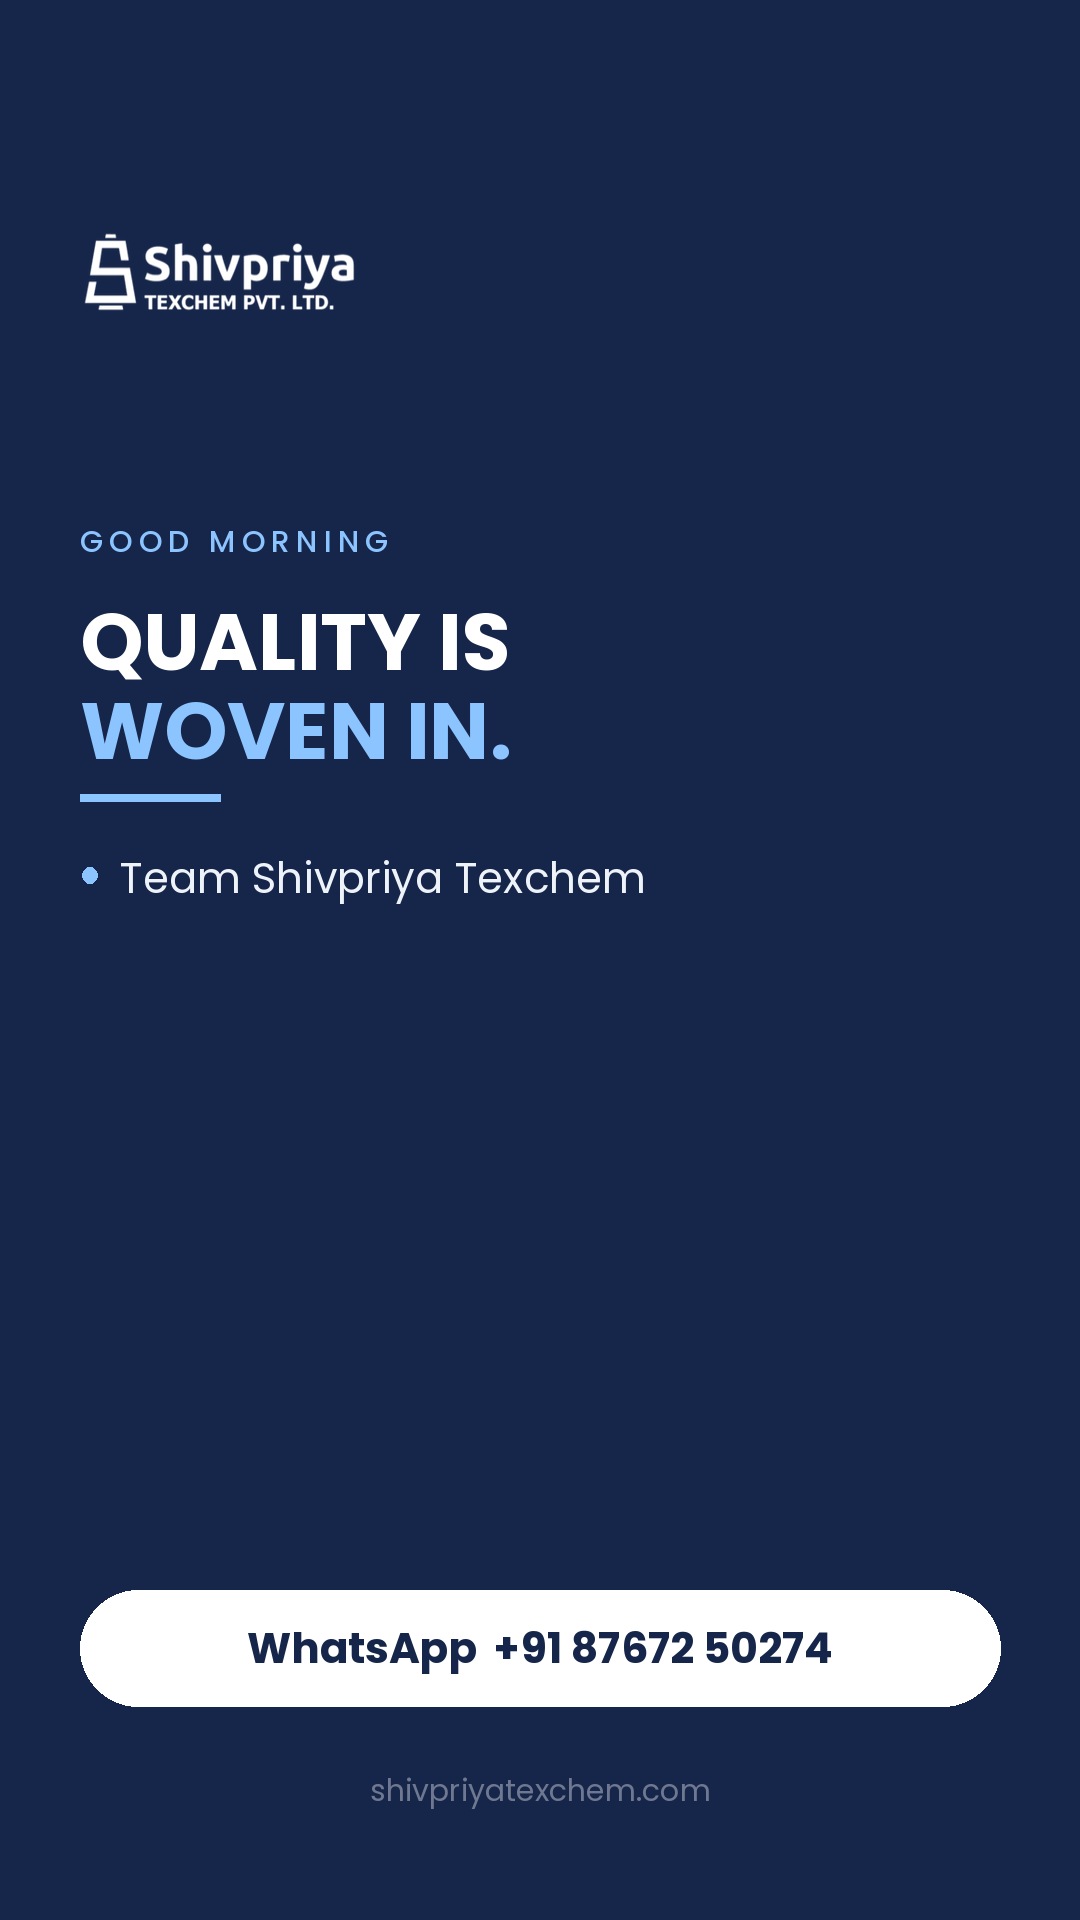 Shivpriya
TEXCHEM PVT. LTD.
GOOD MORNING
QUALITY IS
WOVEN IN.
• Team Shivpriya Texchem
WhatsApp +91 87672 50274
shivpriyatexchem.com